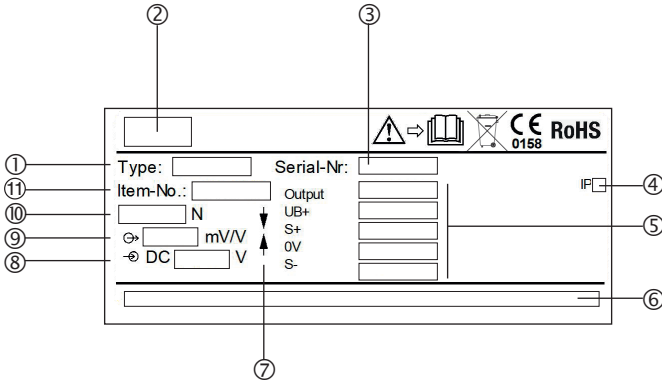 ② ③
CE 0158 RoHS
① Type: Serial-Nr:
⑪ Item-No.: Output IP ④
⑩ N UB+
⑨ mV/V S+ ⑤
⑧ DC V 0V
S-
⑥
⑦